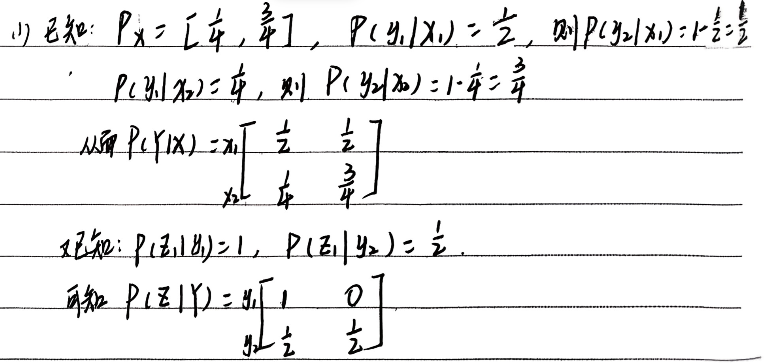 (1) 已知: Pₓ = [1/4, 3/4], P(y₁|x₁) = 1/2, 则P(y₂|x₁)=1-1/2=1/2
P(y₁|x₂)=1/4, 则 P(y₂|x₂)=1-1/4=3/4
从而 P(Y|X) = x₁[ 1/2 1/2
x₂ 1/4 3/4 ]
又已知: P(z₁|y₁)=1, P(z₁|y₂)=1/2.
可知 P(Z|Y) = y₁[ 1 0
y₂ 1/2 1/2 ]